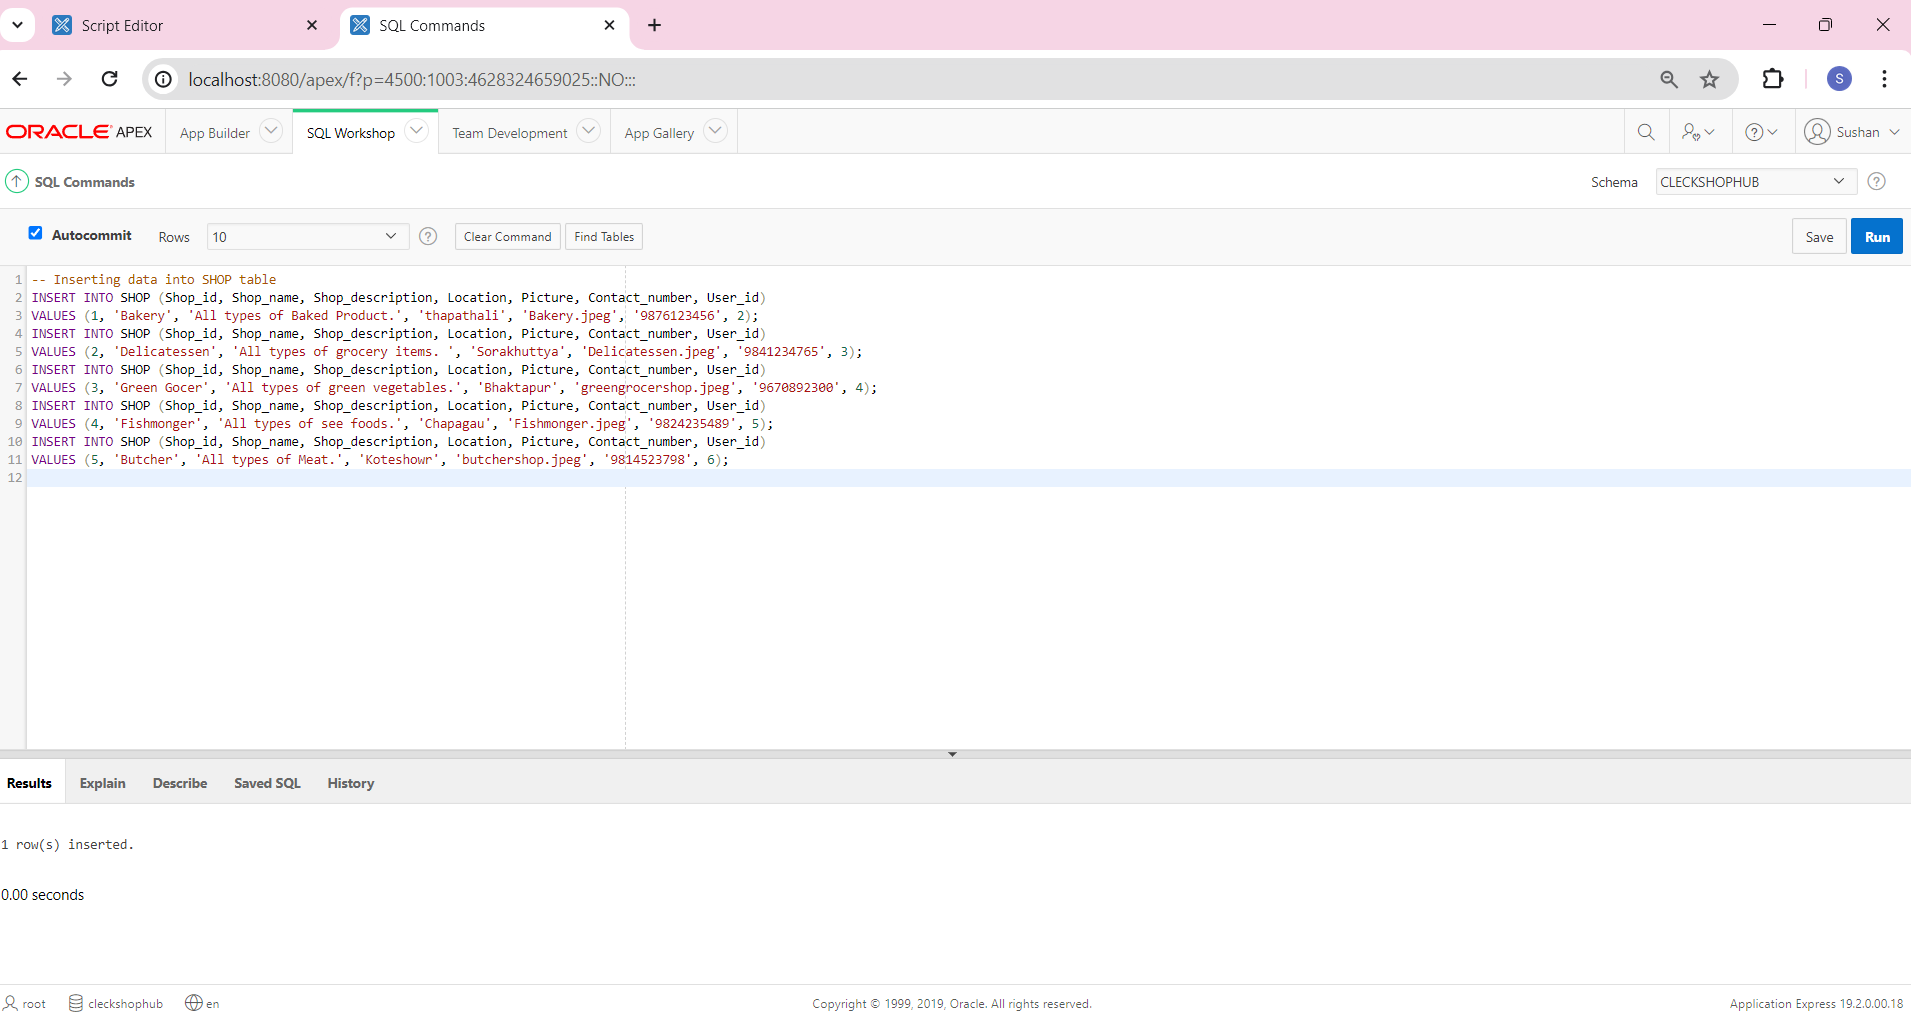 Script Editor
SQL Commands
localhost:8080/apex/f?p=4500:1003:4628324659025::NO:::
S
ORACLE APEX
App Builder
SQL Workshop
Team Development
App Gallery
Sushan
SQL Commands
Schema
CLECKSHOPHUB
Autocommit
Rows
10
Clear Command
Find Tables
Save
Run
1 -- Inserting data into SHOP table
2 INSERT INTO SHOP (Shop_id, Shop_name, Shop_description, Location, Picture, Contact_number, User_id)
3 VALUES (1, 'Bakery', 'All types of Baked Product.', 'thapathali', 'Bakery.jpeg', '9876123456', 2);
4 INSERT INTO SHOP (Shop_id, Shop_name, Shop_description, Location, Picture, Contact_number, User_id)
5 VALUES (2, 'Delicatessen', 'All types of grocery items. ', 'Sorakhuttya', 'Delicatessen.jpeg', '9841234765', 3);
6 INSERT INTO SHOP (Shop_id, Shop_name, Shop_description, Location, Picture, Contact_number, User_id)
7 VALUES (3, 'Green Gocer', 'All types of green vegetables.', 'Bhaktapur', 'greengrocershop.jpeg', '9670892300', 4);
8 INSERT INTO SHOP (Shop_id, Shop_name, Shop_description, Location, Picture, Contact_number, User_id)
9 VALUES (4, 'Fishmonger', 'All types of see foods.', 'Chapagau', 'Fishmonger.jpeg', '9824235489', 5);
10 INSERT INTO SHOP (Shop_id, Shop_name, Shop_description, Location, Picture, Contact_number, User_id)
11 VALUES (5, 'Butcher', 'All types of Meat.', 'Koteshowr', 'butchershop.jpeg', '9814523798', 6);
12
Results
Explain
Describe
Saved SQL
History
1 row(s) inserted.
0.00 seconds
root
cleckshophub
en
Copyright © 1999, 2019, Oracle. All rights reserved.
Application Express 19.2.0.00.18